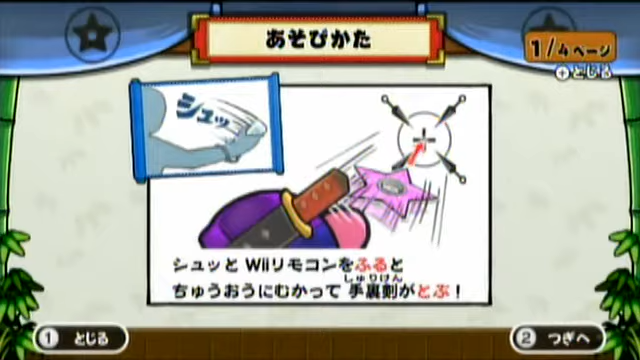 あそびかた
1/4ページ
⊕とじる
シュッ
シュッと Wiiリモコンをふると
しゅりけん
ちゅうおうにむかって 手裏剣がとぶ！
1 とじる
2 つぎへ